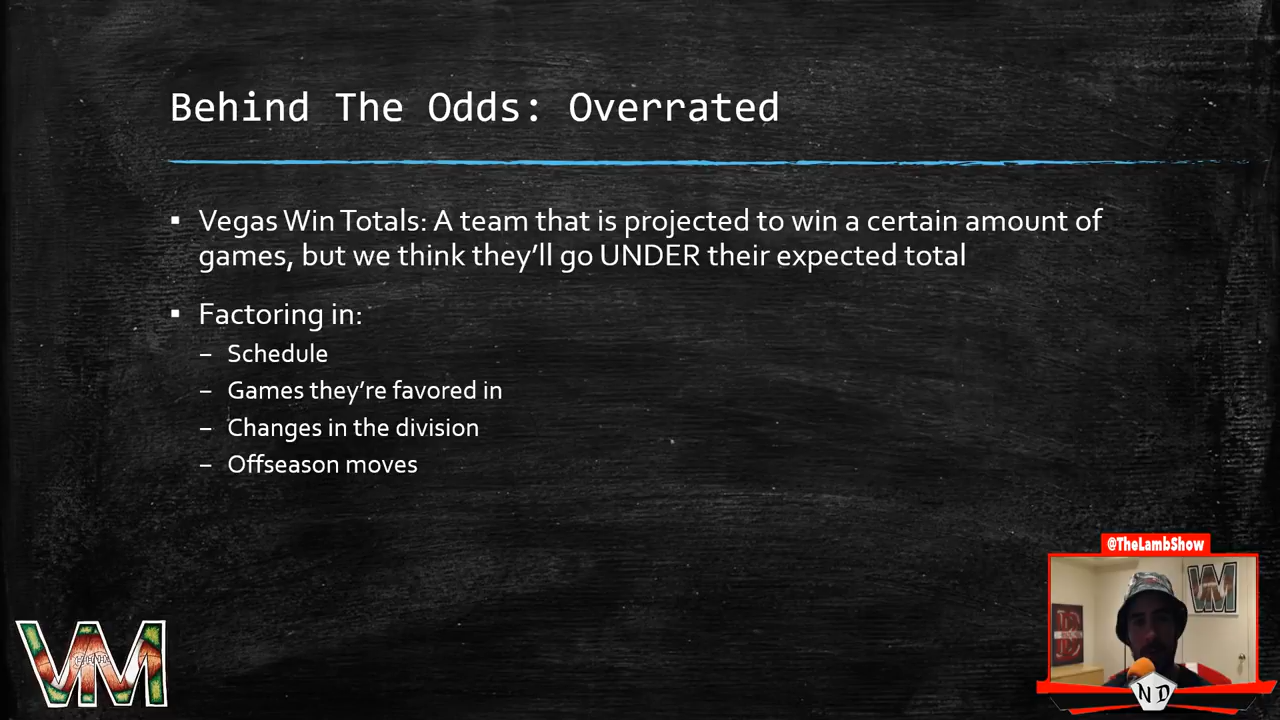 Behind The Odds: Overrated
▪ Vegas Win Totals: A team that is projected to win a certain amount of
games, but we think they’ll go UNDER their expected total
▪ Factoring in:
– Schedule
– Games they’re favored in
– Changes in the division
– Offseason moves
@TheLambShow
VM
VM
N D